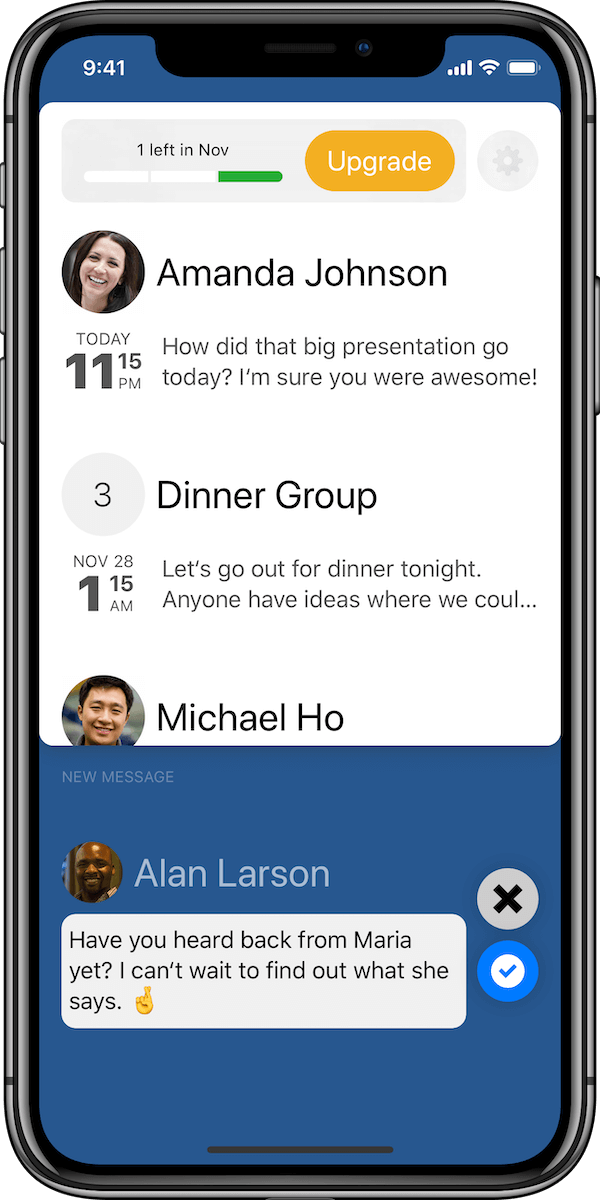 9:41
1 left in Nov
Upgrade
Amanda Johnson
TODAY
11 15 PM
How did that big presentation go
today? I’m sure you were awesome!
3
Dinner Group
NOV 28
1 15 AM
Let’s go out for dinner tonight.
Anyone have ideas where we coul...
Michael Ho
NEW MESSAGE
Alan Larson
Have you heard back from Maria
yet? I can’t wait to find out what she
says. 🤞